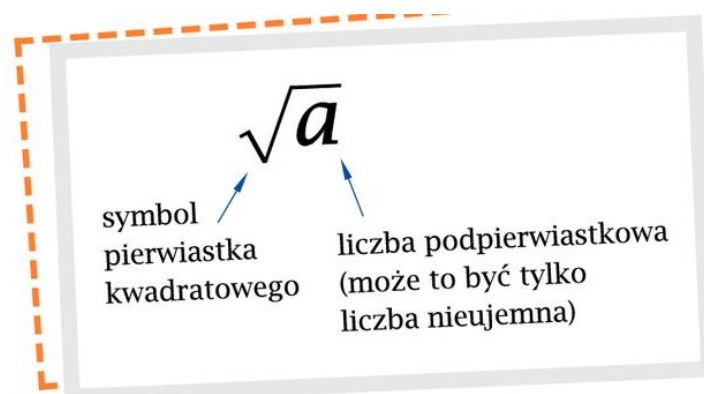 √a
symbol
pierwiastka
kwadratowego
liczba podpierwiastkowa
(może to być tylko
liczba nieujemna)